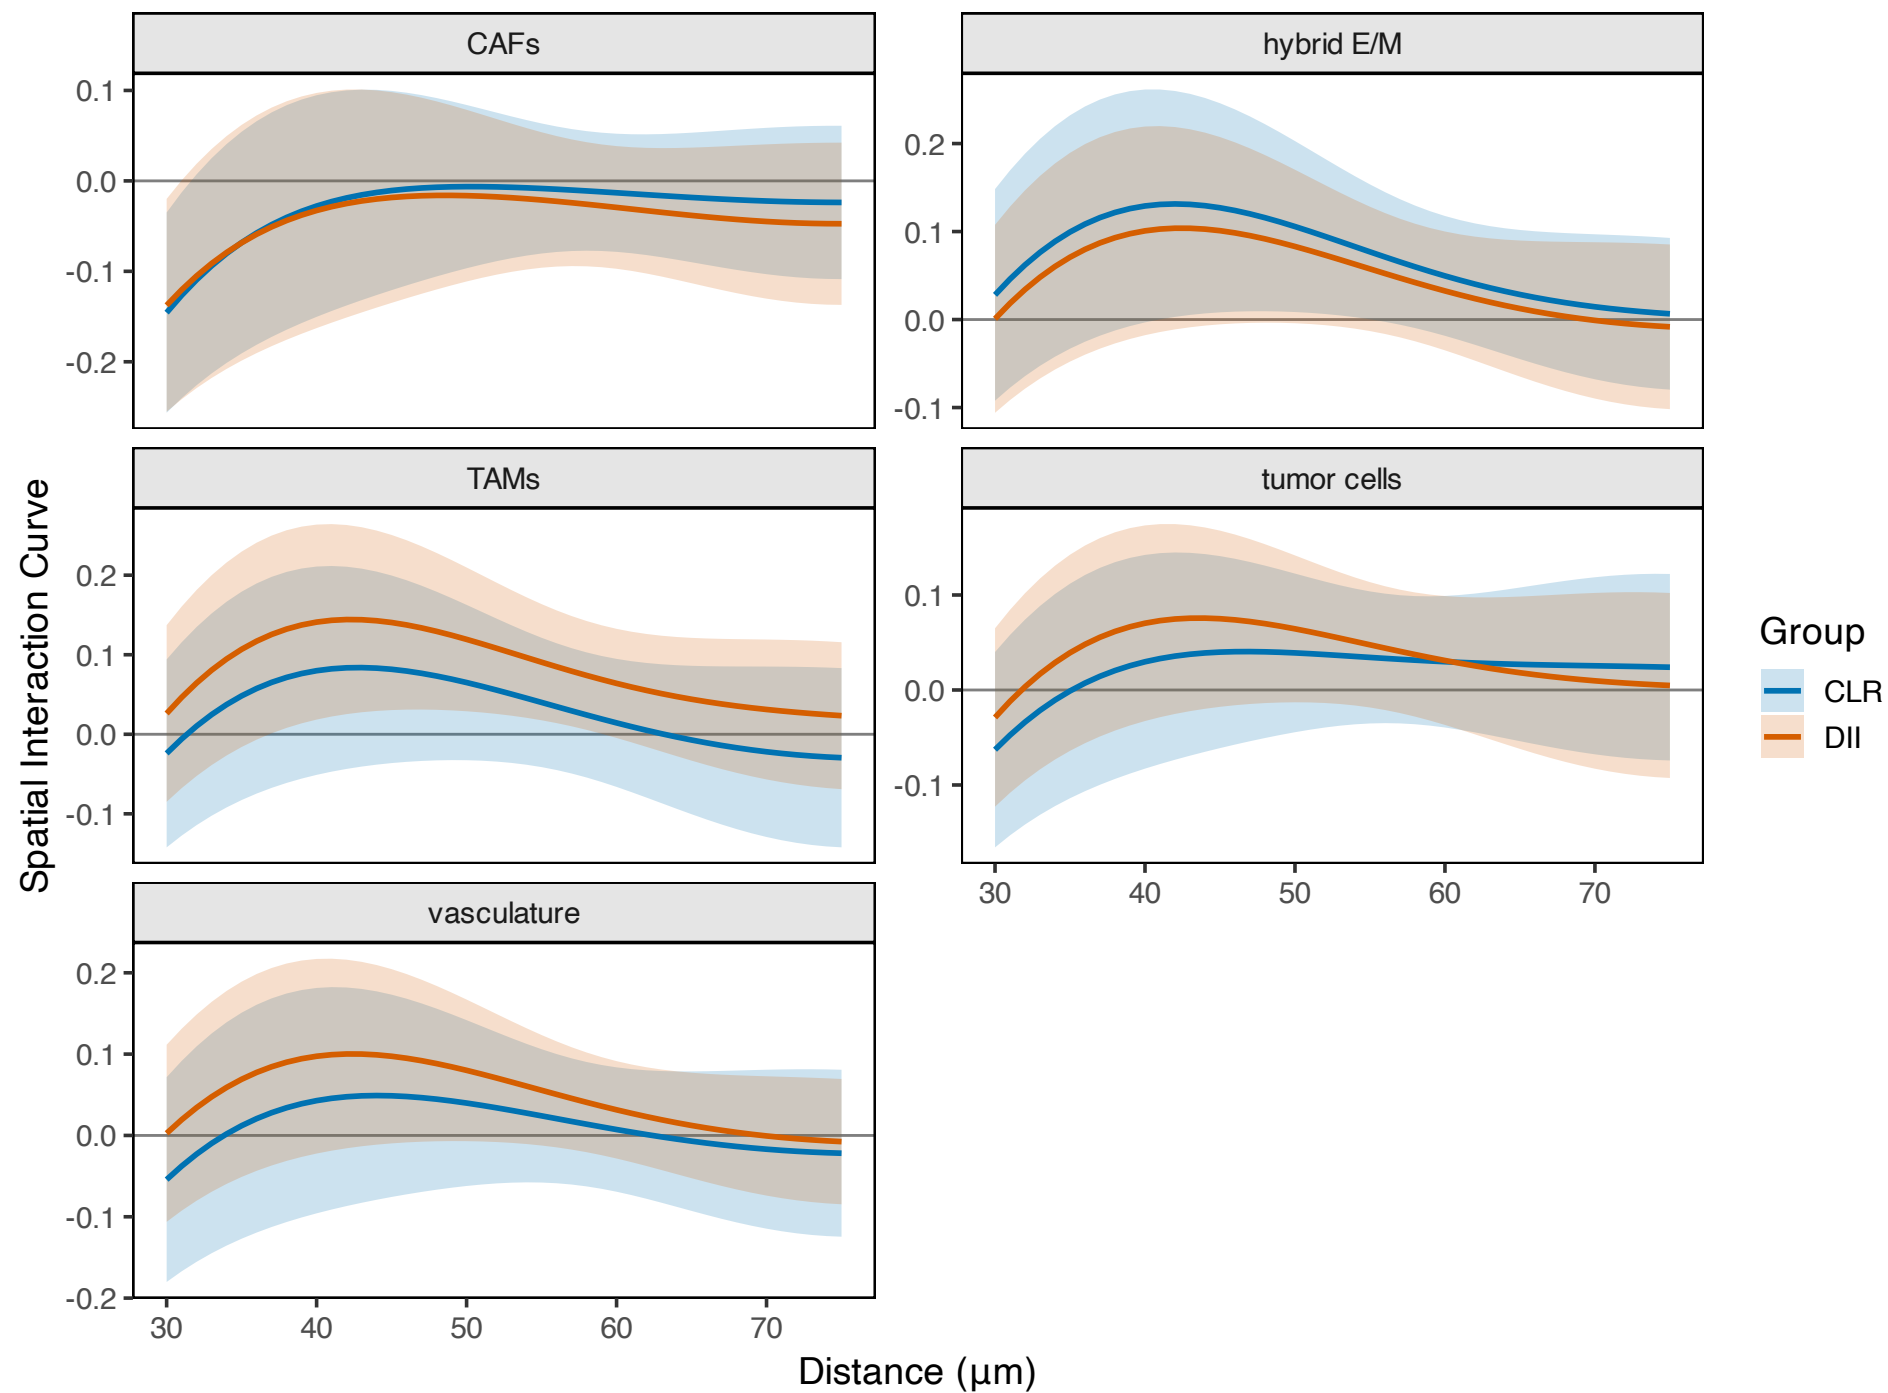 CAFs
0.1
0.0
-0.1
-0.2
hybrid E/M
0.2
0.1
0.0
-0.1
TAMs
0.2
0.1
0.0
-0.1
tumor cells
0.1
0.0
-0.1
30 40 50 60 70
vasculature
0.2
0.1
0.0
-0.1
-0.2
30 40 50 60 70
Spatial Interaction Curve
Distance (μm)
Group
CLR
DII